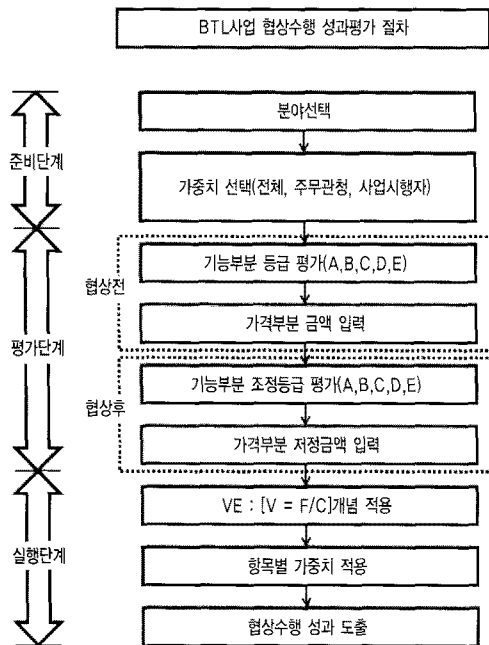 BTL사업 협상수행 성과평가 절차
분야선택
준비단계
가중치 선택(전체, 주무관청, 사업시행자)
기능부분 등급 평가(A,B,C,D,E)
협상전
가격부분 금액 입력
평가단계
기능부분 조정등급 평가(A,B,C,D,E)
협상후
가격부분 저정금액 입력
VE : [V = F/C]개념 적용
실행단계
항목별 가중치 적용
협상수행 성과 도출